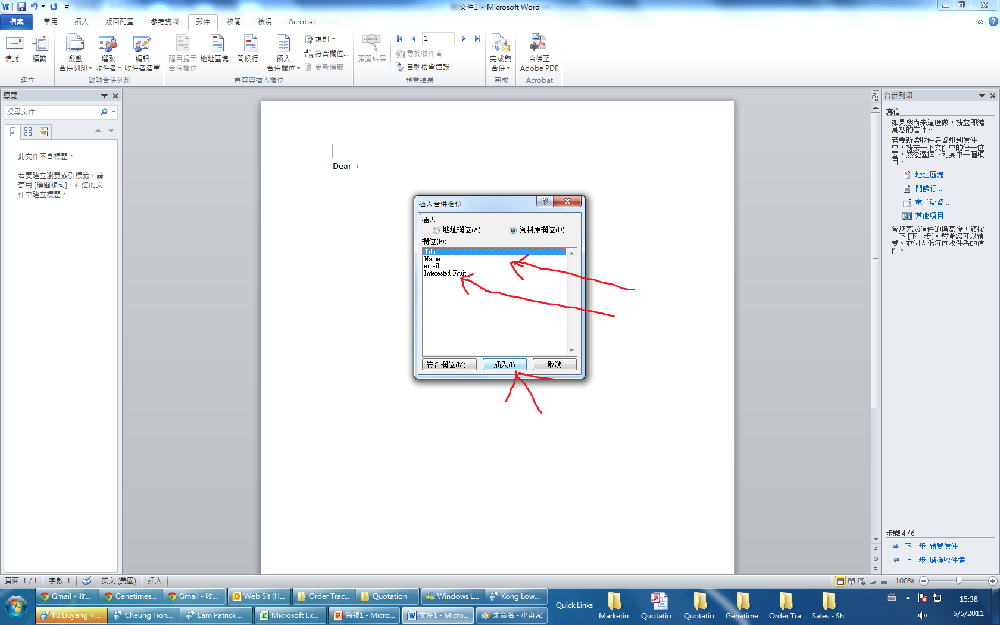 文件1 - Microsoft Word
檔案 常用 插入 版面配置 參考資料 郵件 校閱 檢視 Acrobat
信封... 標籤
建立
啟動 合併列印 選取 收件者 編輯 收件者清單
啟動合併列印
醒目提示 合併欄位 地址區塊... 問候行... 插入 合併欄位
規則
符合欄位...
更新標籤
書寫與插入欄位
預覽結果
1
尋找收件者
自動檢查錯誤
預覽結果
完成與 合併
完成
合併至 Adobe PDF
Acrobat
導覽
搜尋文件
此文件不含標題。
若要建立瀏覽索引標籤，請
套用 [標題樣式]，在您的文
件中建立標題。
Dear
插入合併欄位
插入:
地址欄位(A) 資料庫欄位(D)
欄位(F):
Title
Name
email
Interested Fruit
符合欄位(M)... 插入(I) 取消
合併列印
寫信
如果您尚未這麼做，請立即編
寫您的信件。
若要新增收件者資訊到信件
中，請按一下文件中的任一位
置，然後選擇下列其中一個項
目。
地址區塊...
問候行...
電子郵資...
其他項目...
當您完成信件的撰寫後，請按
一下 [下一步]。然後您可以預
覽、並個人化每位收件者的信
件。
步驟 4 / 6
下一步: 預覽信件
上一步: 選擇收件者
頁面: 1 / 1 字數: 1 英文 (美國) 插入 100%
Gmail - 收... Genetimes... Gmail - 收... Web Sit (H... Order Trac... Quotation Windows L... Kong Low...
liu Liuyang <... Cheung Fion... Lam Patrick ... Microsoft Ex... 簡報1 - Micro... 文件1 - Micro... 未命名 - 小畫家
Quick Links
Marketin... Quotatio... Quotatio... Genetime... Order Tra... Sales - Sh...
15:38
5/5/2011